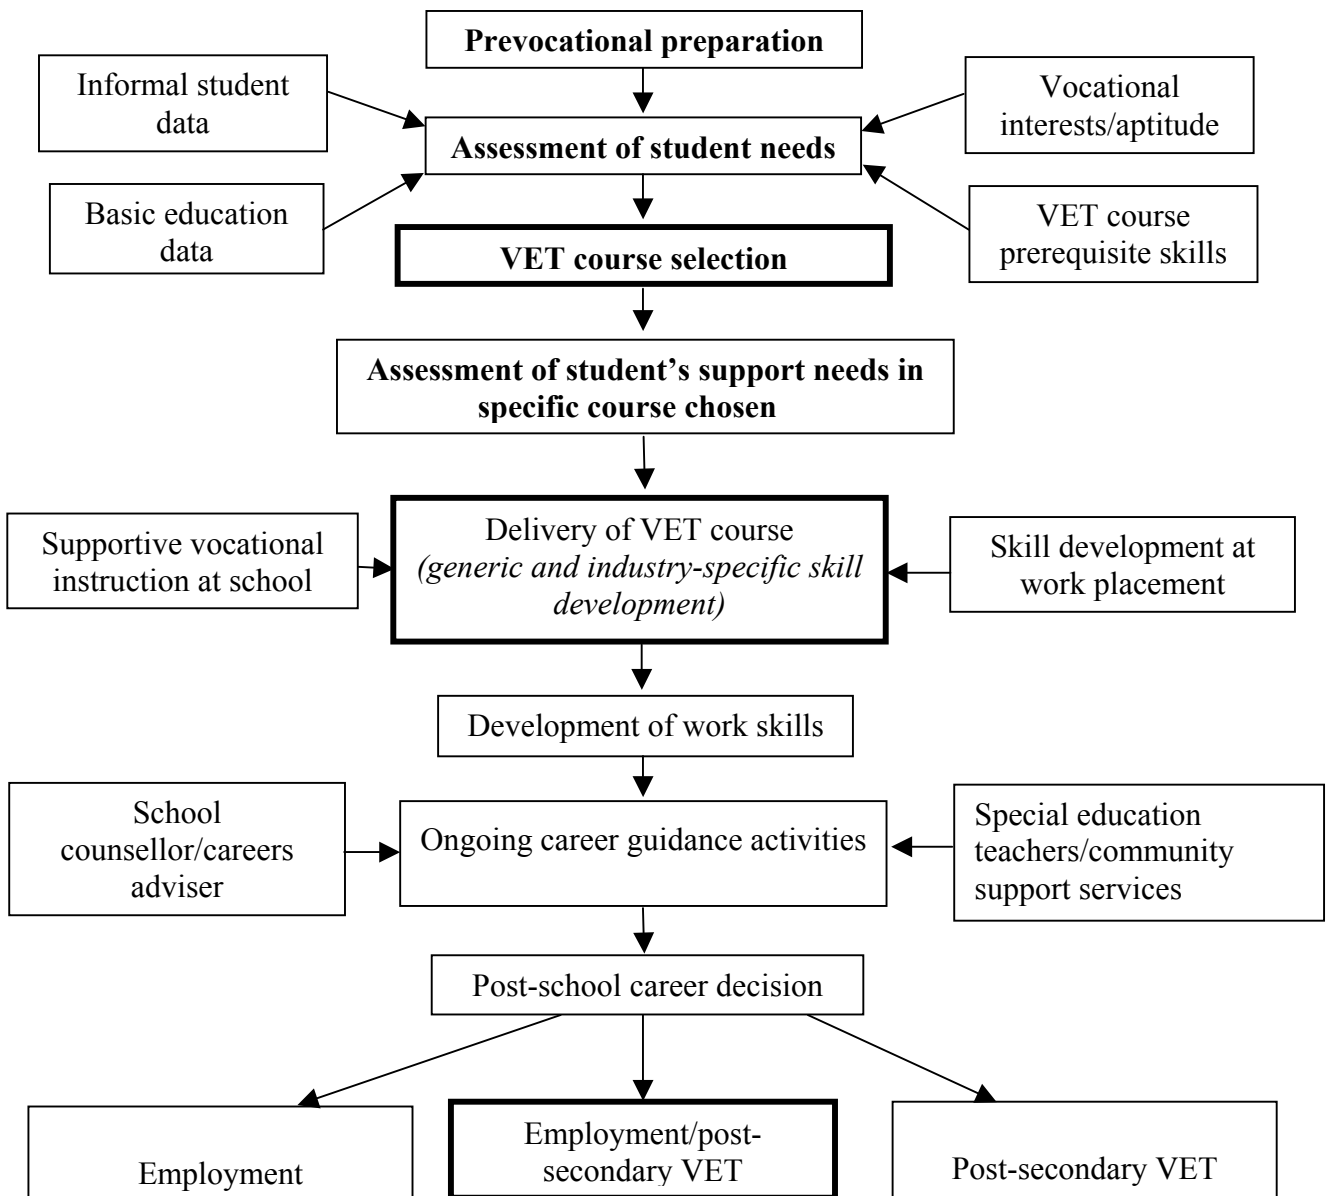 Prevocational preparation
Informal student
data
Vocational
interests/aptitude
Assessment of student needs
Basic education
data
VET course
prerequisite skills
VET course selection
Assessment of student's support needs in
specific course chosen
Supportive vocational
instruction at school
Delivery of VET course
(generic and industry-specific skill
development)
Skill development at
work placement
Development of work skills
School
counsellor/careers
adviser
Ongoing career guidance activities
Special education
teachers/community
support services
Post-school career decision
Employment
Employment/post-
secondary VET
Post-secondary VET